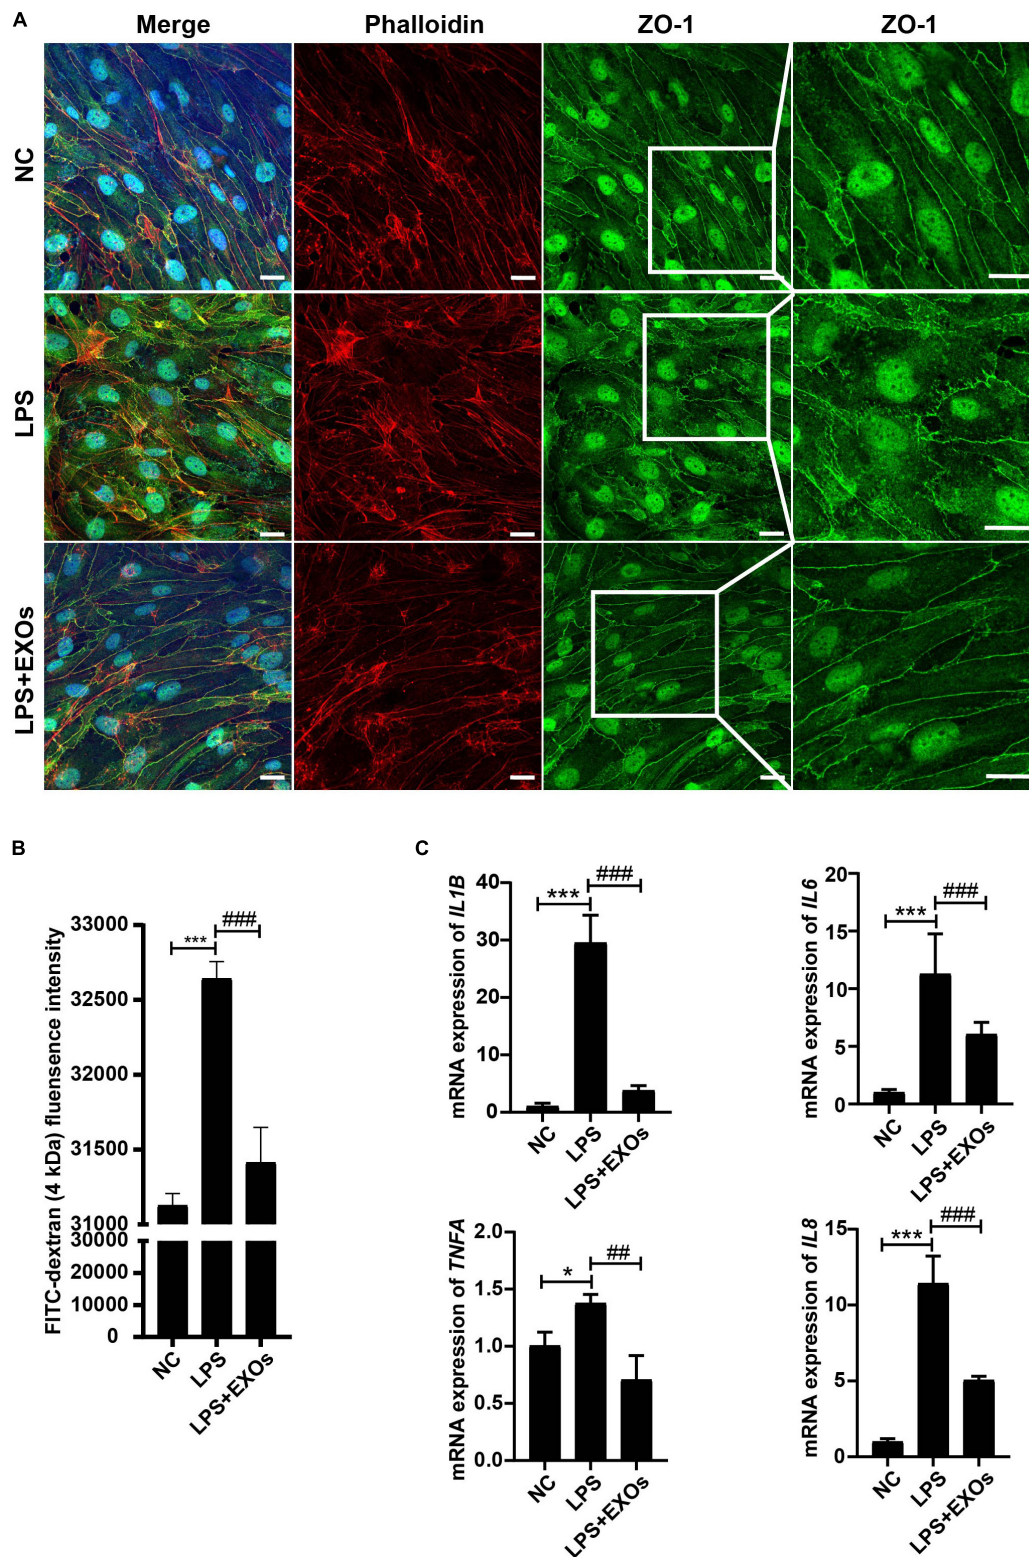 A
Merge Phalloidin ZO-1 ZO-1
NC
LPS
LPS+EXOs
B
FITC-dextran (4 kDa) fluensence intensity
33000
32500
32000
31500
31000
30000
20000
10000
0
***
###
NC LPS LPS+EXOs
C
mRNA expression of IL1B
40
30
20
10
0
***
###
NC LPS LPS+EXOs
mRNA expression of IL6
20
15
10
5
0
***
###
NC LPS LPS+EXOs
mRNA expression of TNFA
2.0
1.5
1.0
0.5
0.0
*
##
NC LPS LPS+EXOs
mRNA expression of IL8
15
10
5
0
***
###
NC LPS LPS+EXOs